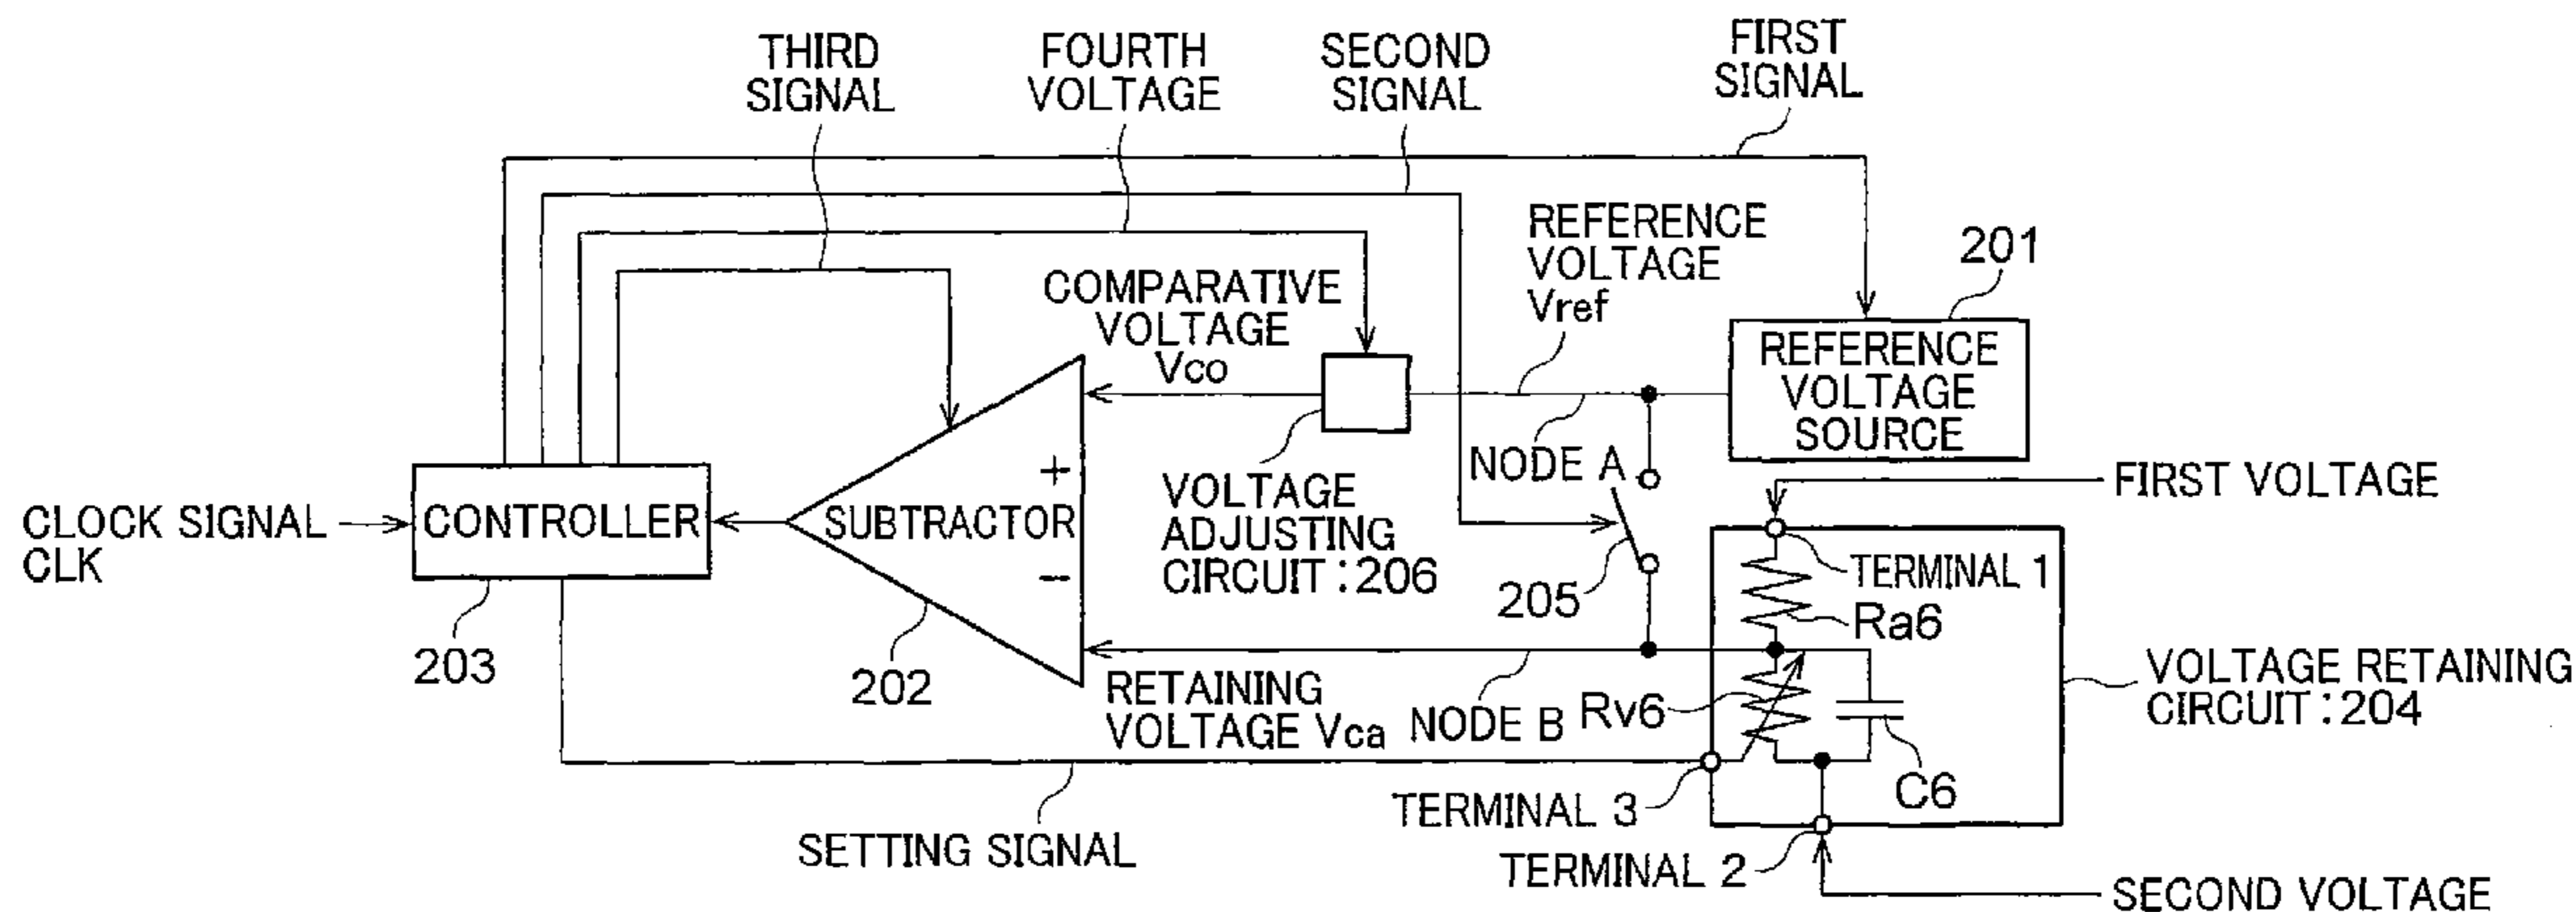 THIRD
SIGNAL
FOURTH
VOLTAGE
SECOND
SIGNAL
FIRST
SIGNAL
REFERENCE
VOLTAGE
Vref
201
COMPARATIVE
VOLTAGE
Vco
REFERENCE
VOLTAGE
SOURCE
NODE A
FIRST VOLTAGE
CLOCK SIGNAL
CLK
CONTROLLER
SUBTRACTOR
+
−
VOLTAGE
ADJUSTING
CIRCUIT:206
205
TERMINAL 1
Ra6
203
202
RETAINING
VOLTAGE Vca
NODE B
Rv6
VOLTAGE RETAINING
CIRCUIT:204
C6
TERMINAL 3
SETTING SIGNAL
TERMINAL 2
SECOND VOLTAGE